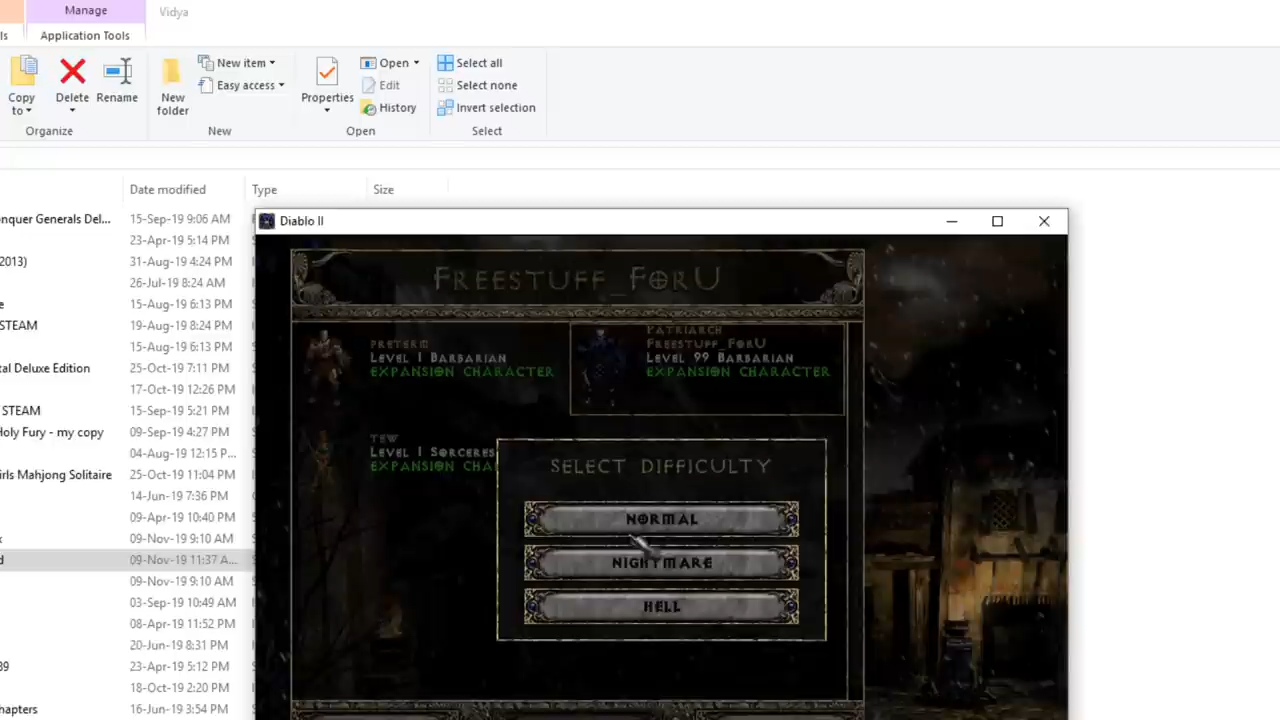 Manage
Vidya
ls
Application Tools
Copy to
Delete
Rename
New folder
New item
Easy access
Properties
Open
Edit
History
Select all
Select none
Invert selection
Organize
New
Open
Select
Date modified
Type
Size
nquer Generals Del...
15-Sep-19 9:06 AM
23-Apr-19 5:14 PM
2013)
31-Aug-19 4:24 PM
26-Jul-19 8:24 AM
e
15-Aug-19 6:13 PM
STEAM
19-Aug-19 8:24 PM
15-Aug-19 6:13 PM
tal Deluxe Edition
25-Oct-19 7:11 PM
17-Oct-19 12:26 PM
STEAM
15-Sep-19 5:21 PM
Holy Fury - my copy
09-Sep-19 4:27 PM
04-Aug-19 12:15 P...
irls Mahjong Solitaire
25-Oct-19 11:04 PM
14-Jun-19 7:36 PM
09-Apr-19 10:40 PM
x
09-Nov-19 9:10 AM
d
09-Nov-19 11:37 A...
09-Nov-19 9:10 AM
03-Sep-19 10:49 AM
08-Apr-19 11:52 PM
20-Jun-19 8:31 PM
39
23-Apr-19 5:12 PM
18-Oct-19 2:20 PM
hapters
16-Jun-19 3:54 PM
Diablo II
FREESTUFF_FORU
PRETERM
LEVEL 1 BARBARIAN
EXPANSION CHARACTER
PATRIARCH
FREESTUFF_FORU
LEVEL 99 BARBARIAN
EXPANSION CHARACTER
TEW
LEVEL 1 SORCERES
EXPANSION CHA
SELECT DIFFICULTY
NORMAL
NIGHTMARE
HELL